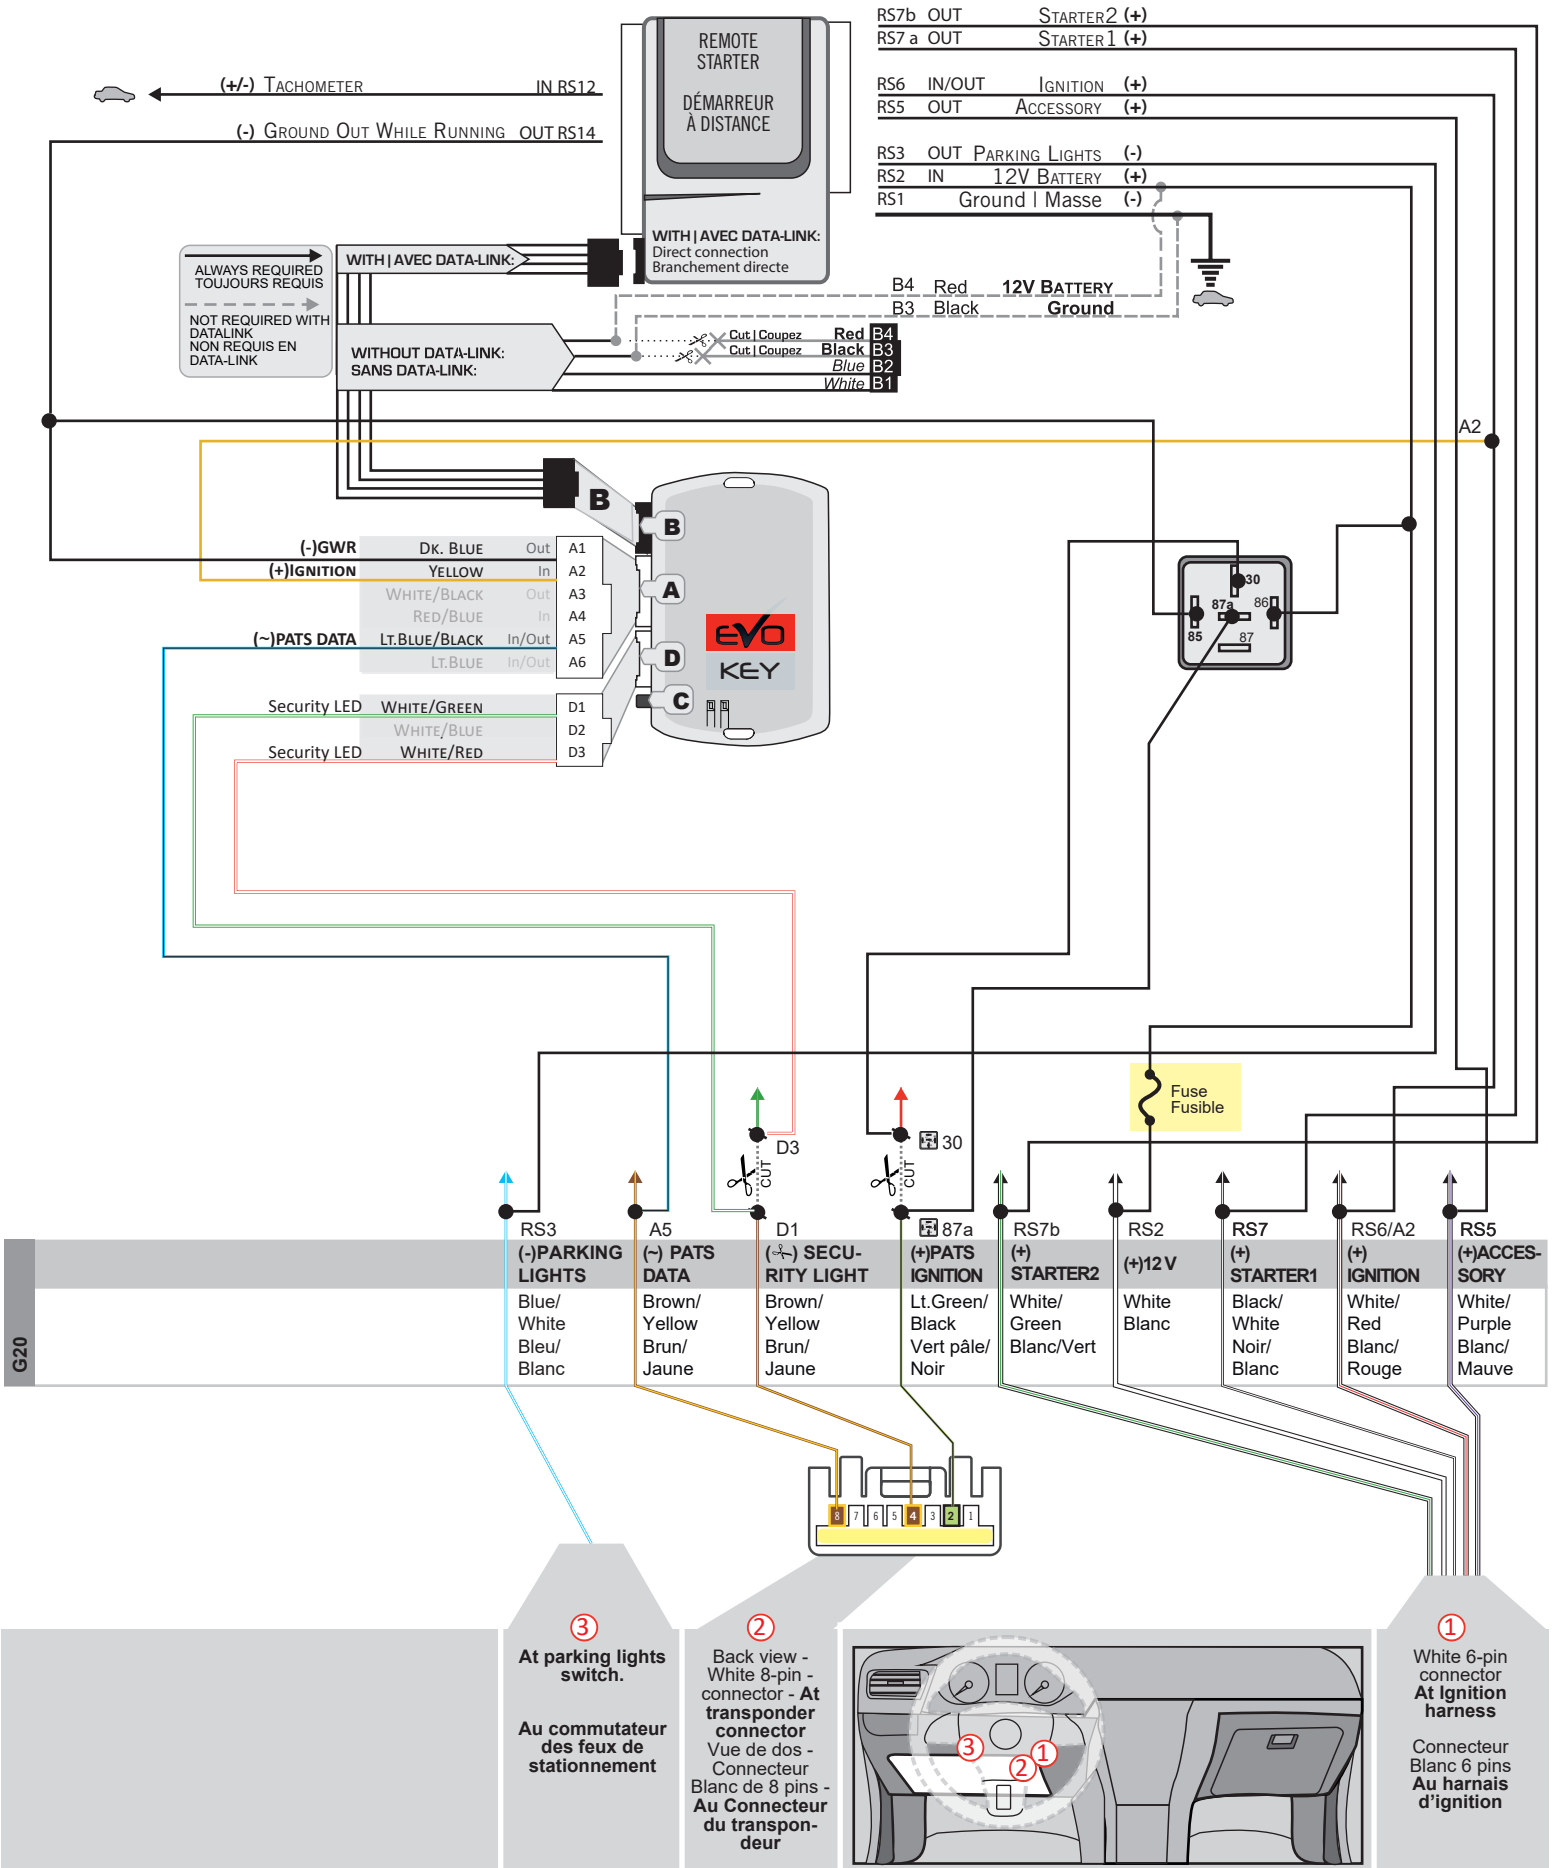 REMOTE
STARTER
DÉMARREUR
À DISTANCE
WITH | AVEC DATA-LINK:
Direct connection
Branchement directe
(+/-) TACHOMETER IN RS12
(-) GROUND OUT WHILE RUNNING OUT RS14
RS7b OUT STARTER2 (+)
RS7 a OUT STARTER1 (+)
RS6 IN/OUT IGNITION (+)
RS5 OUT ACCESSORY (+)
RS3 OUT PARKING LIGHTS (-)
RS2 IN 12V BATTERY (+)
RS1 Ground | Masse (-)
ALWAYS REQUIRED
TOUJOURS REQUIS
NOT REQUIRED WITH
DATALINK
NON REQUIS EN
DATA-LINK
WITH | AVEC DATA-LINK:
WITHOUT DATA-LINK:
SANS DATA-LINK:
B4 Red 12V BATTERY
B3 Black Ground
Cut | Coupez Red B4
Cut | Coupez Black B3
Blue B2
White B1
A2
B
B
A
D
C
EVO
KEY
(-)GWR DK. BLUE Out A1
(+)IGNITION YELLOW In A2
WHITE/BLACK Out A3
RED/BLUE In A4
(~)PATS DATA LT.BLUE/BLACK In/Out A5
LT.BLUE In/Out A6
Security LED WHITE/GREEN D1
WHITE/BLUE D2
Security LED WHITE/RED D3
30
87a
86
85
87
Fuse
Fusible
D3
CUT
30
CUT
RS3
A5
D1
87a
RS7b
RS2
RS7
RS6/A2
RS5
G20
(-)PARKING
LIGHTS
Blue/
White
Bleu/
Blanc
(~) PATS
DATA
Brown/
Yellow
Brun/
Jaune
( ) SECU-
RITY LIGHT
Brown/
Yellow
Brun/
Jaune
(+)PATS
IGNITION
Lt.Green/
Black
Vert pâle/
Noir
(+)
STARTER2
White/
Green
Blanc/Vert
(+)12 V
White
Blanc
(+)
STARTER1
Black/
White
Noir/
Blanc
(+)
IGNITION
White/
Red
Blanc/
Rouge
(+)ACCES-
SORY
White/
Purple
Blanc/
Mauve
8 7 6 5 4 3 2 1
3
At parking lights
switch.
Au commutateur
des feux de
stationnement
2
Back view -
White 8-pin -
connector - At
transponder
connector
Vue de dos -
Connecteur
Blanc de 8 pins -
Au Connecteur
du transpon-
deur
3
2
1
1
White 6-pin
connector
At Ignition
harness
Connecteur
Blanc 6 pins
Au harnais
d'ignition